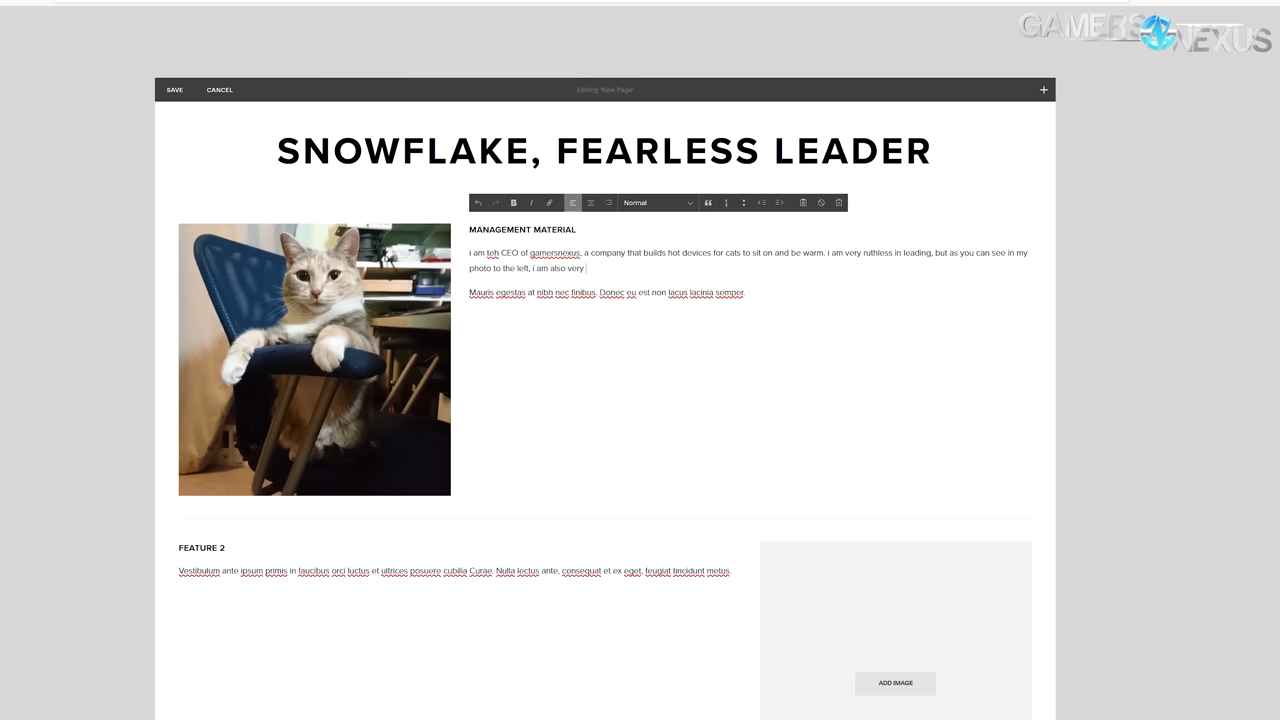 GAMERS NEXUS
SAVE CANCEL Editing 'New Page' +
SNOWFLAKE, FEARLESS LEADER
B I Normal
MANAGEMENT MATERIAL
i am teh CEO of gamersnexus, a company that builds hot devices for cats to sit on and be warm. i am very ruthless in leading, but as you can see in my
photo to the left, i am also very
Mauris egestas at nibh nec finibus. Donec eu est non lacus lacinia semper.
FEATURE 2
Vestibulum ante ipsum primis in faucibus orci luctus et ultrices posuere cubilia Curae. Nulla lectus ante, consequat et ex eget, feugiat tincidunt metus.
ADD IMAGE